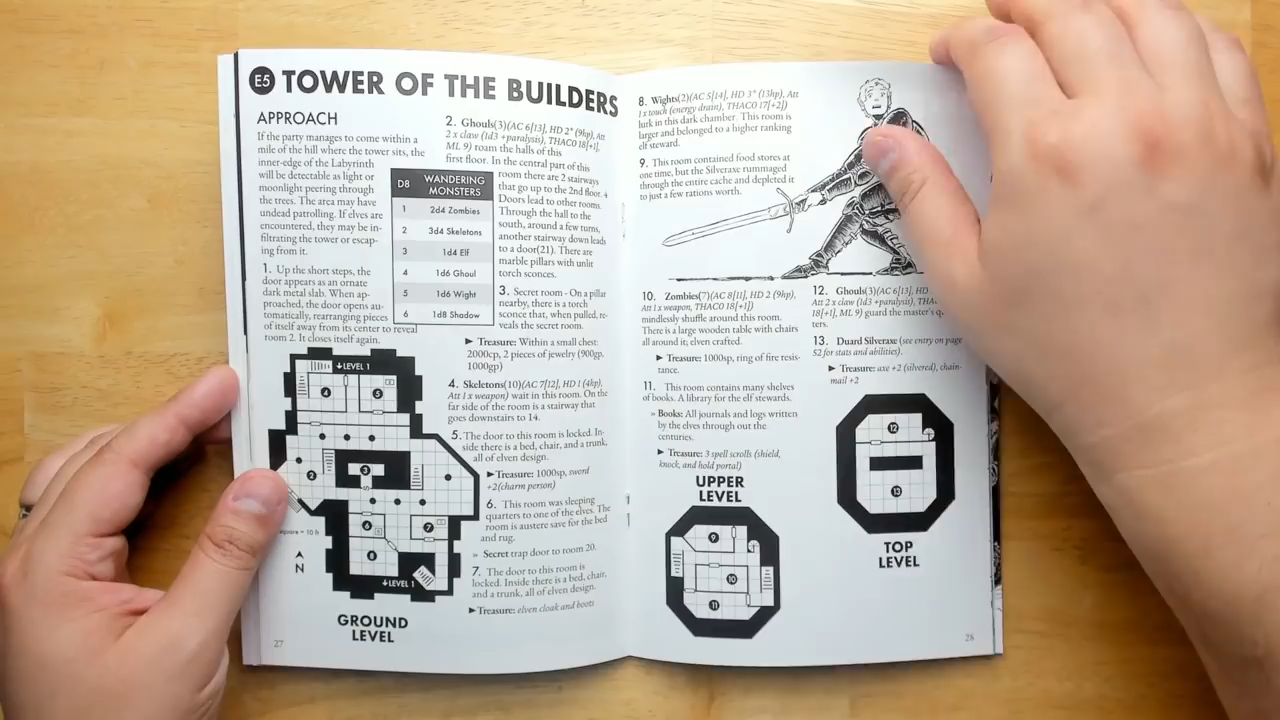 E5 TOWER OF THE BUILDERS
APPROACH
If the party manages to come within a
mile of the hill where the tower sits, the
inner-edge of the Labyrinth
will be detectable as light or
moonlight peering through
the trees. The area may have
undead patrolling. If elves are
encountered, they may be in-
filtrating the tower or escap-
ing from it.
1. Up the short steps, the
door appears as an ornate
dark metal slab. When ap-
proached, the door opens au-
tomatically, rearranging pieces
of itself away from its center to reveal
room 2. It closes itself again.
↓LEVEL 1
4
5
2
3
S
6
7
8
↓LEVEL 1
square = 10 ft
N
GROUND
LEVEL
27
D8 WANDERING
MONSTERS
1 2d4 Zombies
2 3d4 Skeletons
3 1d4 Elf
4 1d6 Ghoul
5 1d6 Wight
6 1d8 Shadow
2. Ghouls(3)(AC 6[13], HD 2* (9hp), Att
2 x claw (1d3 +paralysis), THAC0 18[+1],
ML 9) roam the halls of this
first floor. In the central part of this
room there are 2 stairways
that go up to the 2nd floor. 4
Doors lead to other rooms.
Through the hall to the
south, around a few turns,
another stairway down leads
to a door(21). There are
marble pillars with unlit
torch sconces.
3. Secret room - On a pillar
nearby, there is a torch
sconce that, when pulled, re-
veals the secret room.
► Treasure: Within a small chest:
2000cp, 2 pieces of jewelry (900gp,
1000gp)
4. Skeletons(10)(AC 7[12], HD 1 (4hp),
Att 1 x weapon) wait in this room. On the
far side of the room is a stairway that
goes downstairs to 14.
5. The door to this room is locked. In-
side there is a bed, chair, and a trunk,
all of elven design.
►Treasure: 1000sp, sword
+2(charm person)
6. This room was sleeping
quarters to one of the elves. The
room is austere save for the bed
and rug.
» Secret trap door to room 20.
7. The door to this room is
locked. Inside there is a bed, chair,
and a trunk, all of elven design.
►Treasure: elven cloak and boots
8. Wights(2)(AC 5[14], HD 3* (13hp), Att
1 x touch (energy drain), THAC0 17[+2])
lurk in this dark chamber. This room is
larger and belonged to a higher ranking
elf steward.
9. This room contained food stores at
one time, but the Silveraxe rummaged
through the entire cache and depleted it
to just a few rations worth.
10. Zombies(7)(AC 8[11], HD 2 (9hp),
Att 1 x weapon, THAC0 18[+1])
mindlessly shuffle around this room.
There is a large wooden table with chairs
all around it; elven crafted.
► Treasure: 1000sp, ring of fire resis-
tance.
11. This room contains many shelves
of books. A library for the elf stewards.
» Books: All journals and logs written
by the elves through out the
centuries.
► Treasure: 3 spell scrolls (shield,
knock, and hold portal)
UPPER
LEVEL
9
10
11
12. Ghouls(3)(AC 6[13], HD
Att 2 x claw (1d3 +paralysis), THAC
18[+1], ML 9) guard the master's
ters.
13. Duard Silveraxe (see entry on page
52 for stats and abilities).
► Treasure: axe +2 (silvered), chain-
mail +2
12
13
TOP
LEVEL
28